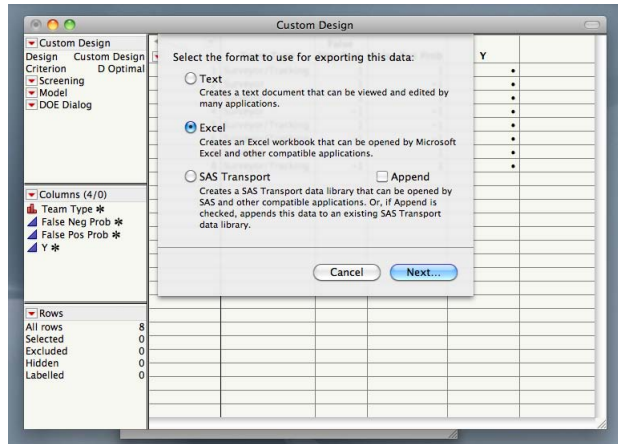 Custom Design
Custom Design
Design Custom Design
Criterion D Optimal
Screening
Model
DOE Dialog
Columns (4/0)
Team Type ✻
False Neg Prob ✻
False Pos Prob ✻
Y ✻
Rows
All rows 8
Selected 0
Excluded 0
Hidden 0
Labelled 0
Y
Select the format to use for exporting this data:
Text
Creates a text document that can be viewed and edited by
many applications.
Excel
Creates an Excel workbook that can be opened by Microsoft
Excel and other compatible applications.
SAS Transport
Append
Creates a SAS Transport data library that can be opened by
SAS and other compatible applications. Or, if Append is
checked, appends this data to an existing SAS Transport
data library.
Cancel
Next...